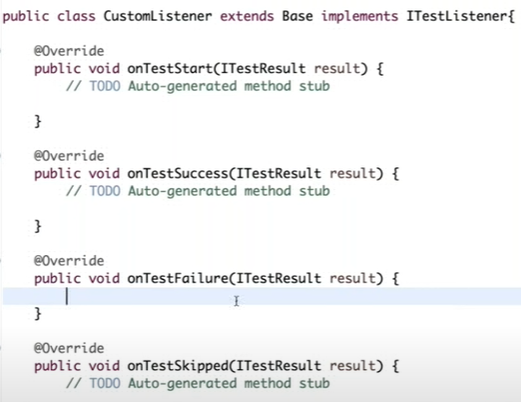 public class CustomListener extends Base implements ITestListener{
@Override
public void onTestStart(ITestResult result) {
// TODO Auto-generated method stub
}
@Override
public void onTestSuccess(ITestResult result) {
// TODO Auto-generated method stub
}
@Override
public void onTestFailure(ITestResult result) {
}
@Override
public void onTestSkipped(ITestResult result) {
// TODO Auto-generated method stub